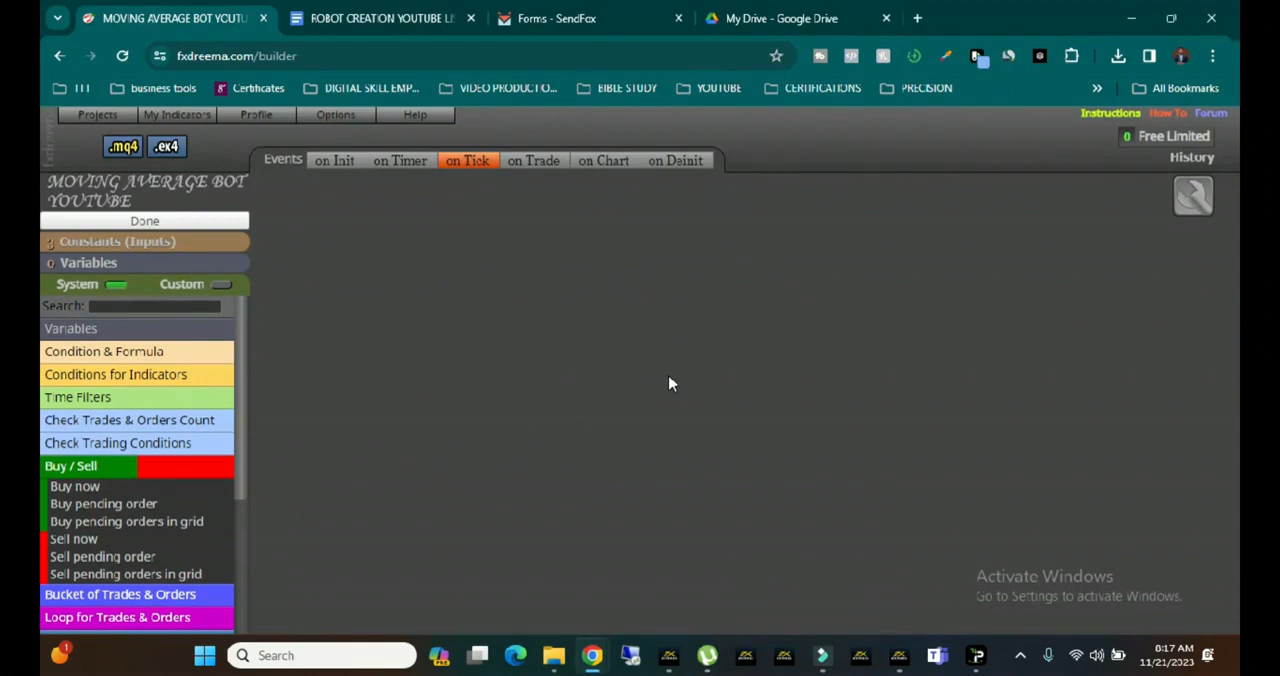 MOVING AVERAGE BOT YOUTU
ROBOT CREATION YOUTUBE LI
Forms - SendFox
My Drive - Google Drive
fxdreema.com/builder
business tools
Certificates
DIGITAL SKILL EMP...
VIDEO PRODUCTIO...
BIBLE STUDY
YOUTUBE
CERTIFICATIONS
PRECISION
All Bookmarks
Projects
My Indicators
Profile
Options
Help
Instructions
How To
Forum
0 Free Limited
History
.mq4
.ex4
Events
on Init
on Timer
on Tick
on Trade
on Chart
on Deinit
MOVING AVERAGE BOT
YOUTUBE
Done
3 Constants (Inputs)
0 Variables
System
Custom
Search:
Variables
Condition & Formula
Conditions for Indicators
Time Filters
Check Trades & Orders Count
Check Trading Conditions
Buy / Sell
Buy now
Buy pending order
Buy pending orders in grid
Sell now
Sell pending order
Sell pending orders in grid
Bucket of Trades & Orders
Loop for Trades & Orders
Activate Windows
Go to Settings to activate Windows.
1
Search
8:17 AM
11/21/2023